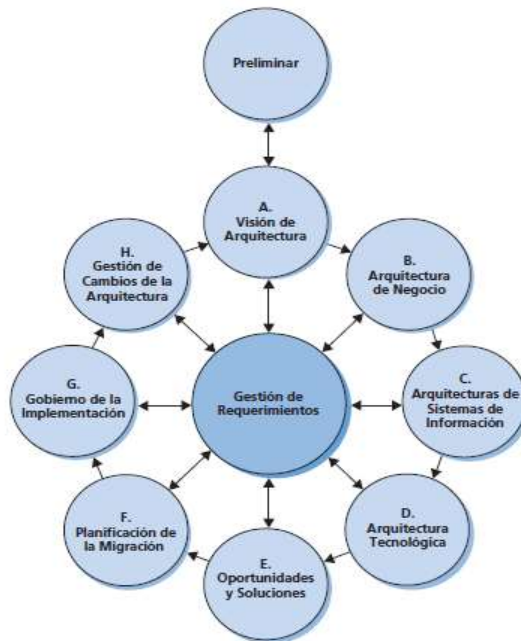 Preliminar
A.
Visión de
Arquitectura
B.
Arquitectura
de Negocio
C.
Arquitecturas de
Sistemas de
Información
D.
Arquitectura
Tecnológica
E.
Oportunidades
y Soluciones
F.
Planificación de
la Migración
G.
Gobierno de la
Implementación
H.
Gestión de
Cambios de la
Arquitectura
Gestión de
Requerimientos